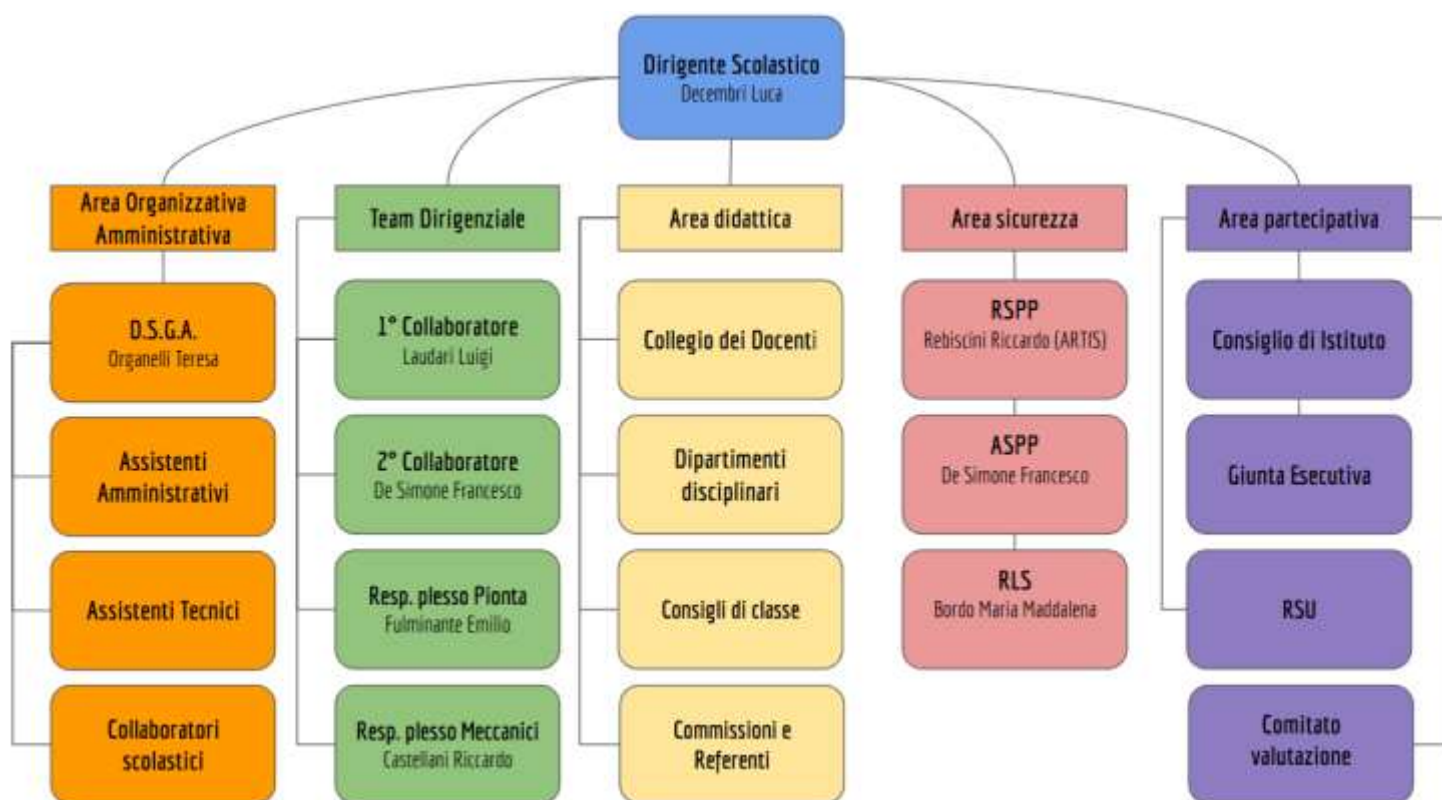 Dirigente Scolastico
Decembri Luca
Area Organizzativa
Amministrativa
Team Dirigenziale
Area didattica
Area sicurezza
Area partecipativa
D.S.G.A.
Organelli Teresa
1° Collaboratore
Laudari Luigi
Collegio dei Docenti
RSPP
Rebiscini Riccardo (ARTIS)
Consiglio di Istituto
Assistenti
Amministrativi
2° Collaboratore
De Simone Francesco
Dipartimenti
disciplinari
ASPP
De Simone Francesco
Giunta Esecutiva
Assistenti Tecnici
Resp. plesso Pionta
Fulminante Emilio
Consigli di classe
RLS
Bordo Maria Maddalena
RSU
Collaboratori
scolastici
Resp. plesso Meccanici
Castellani Riccardo
Commissioni e
Referenti
Comitato
valutazione